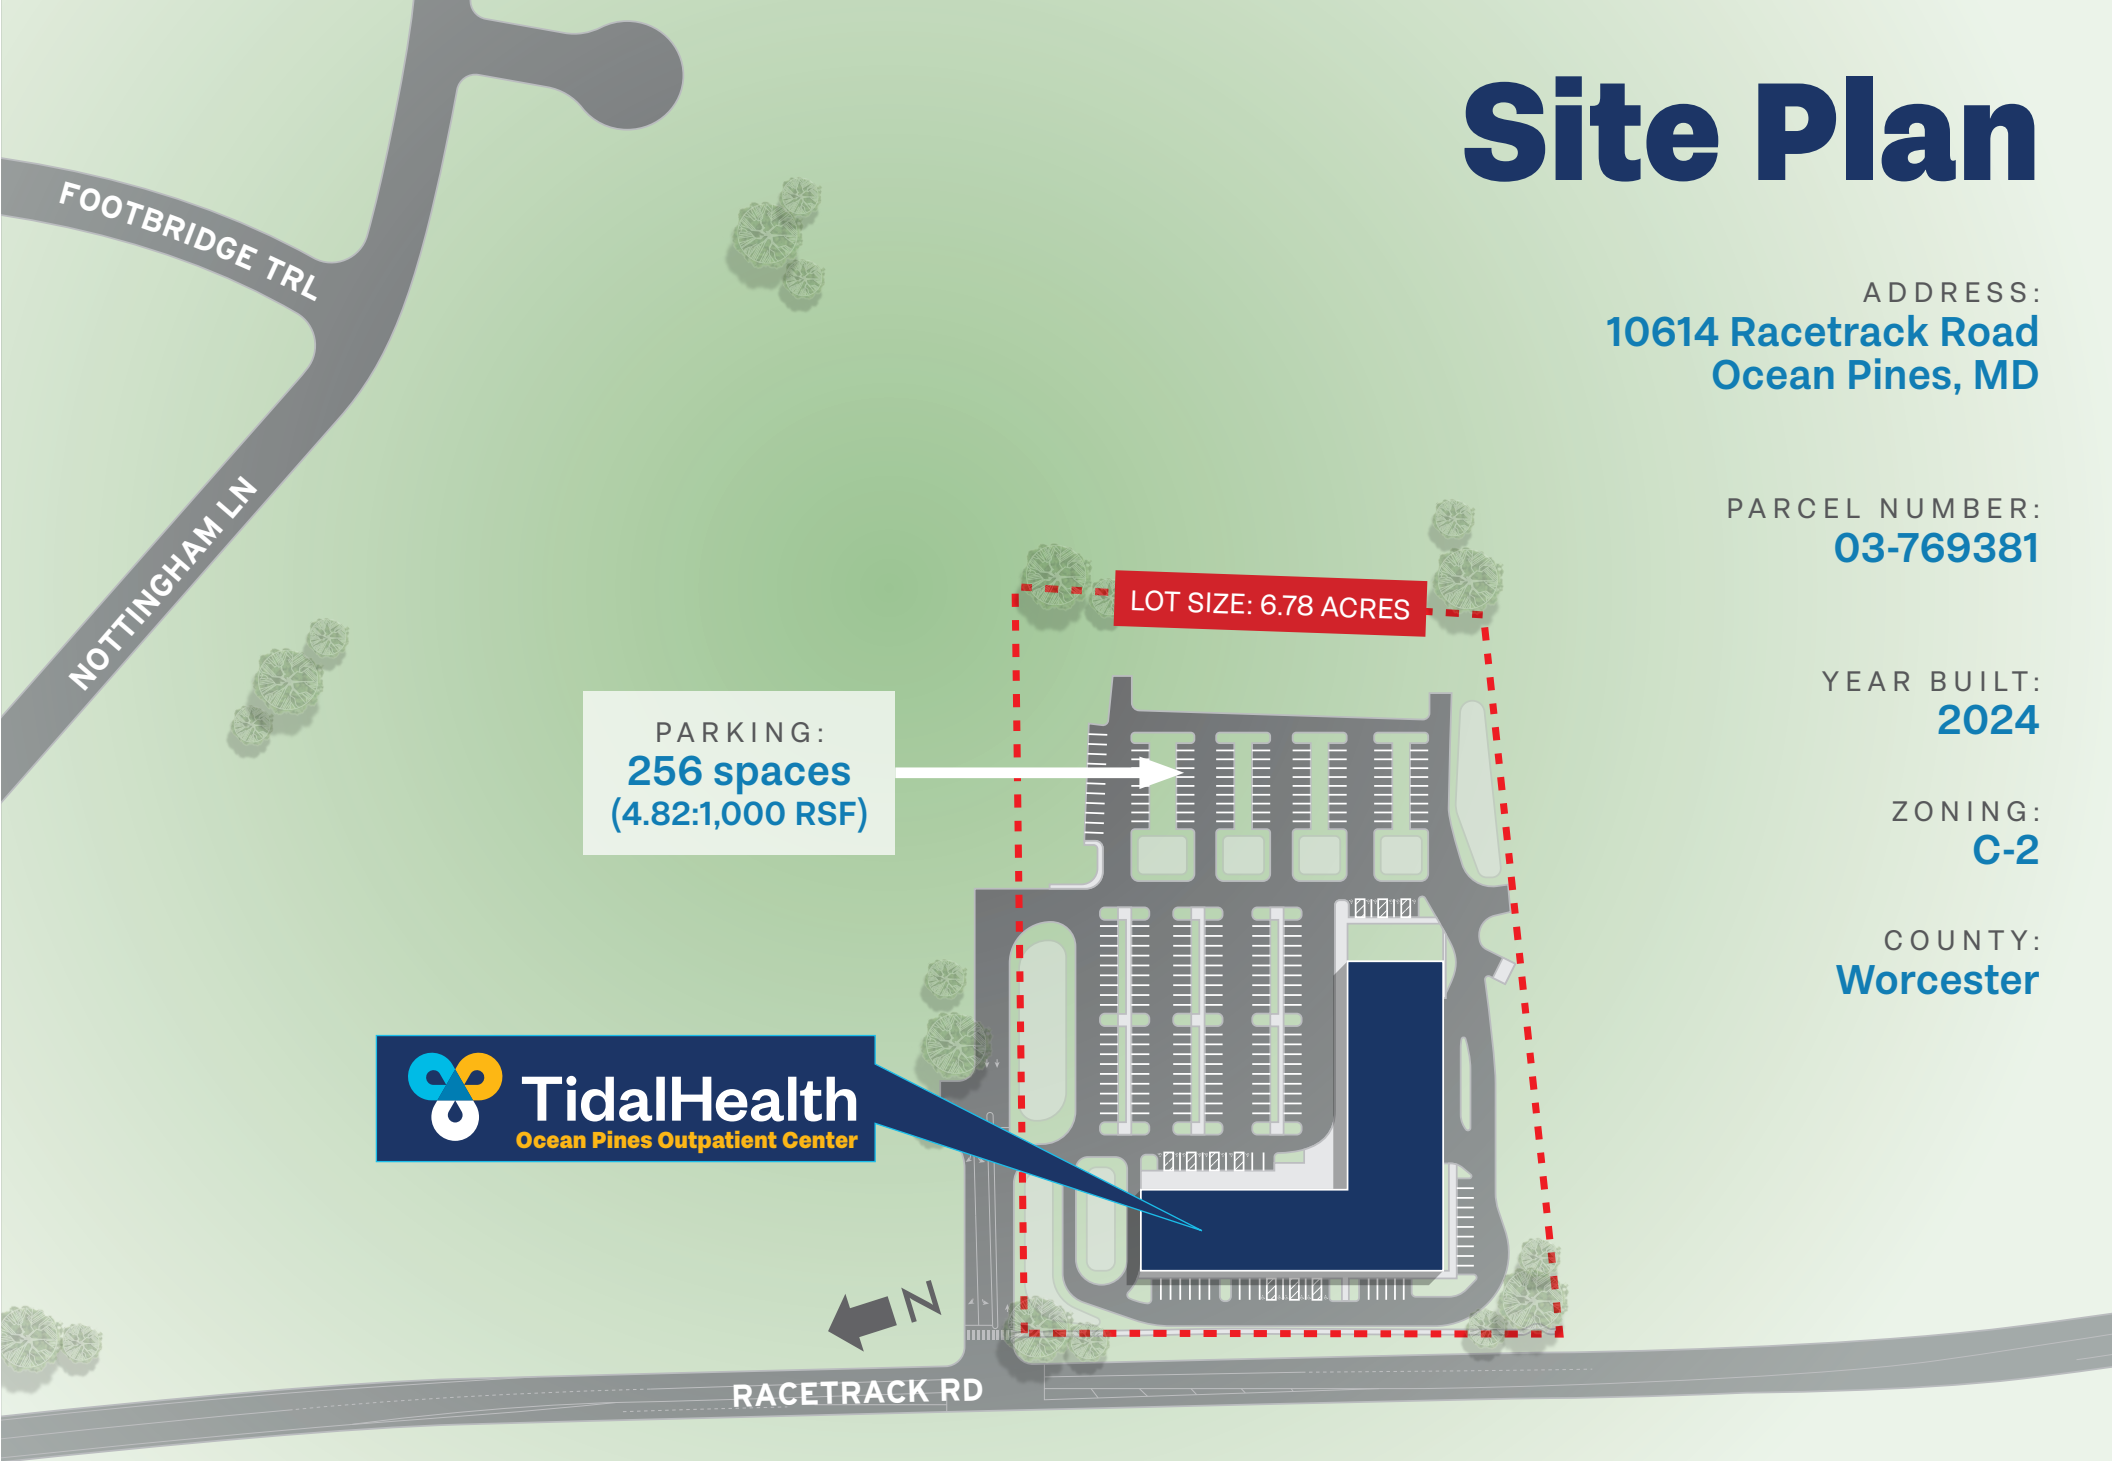 Site Plan
FOOTBRIDGE TRL
ADDRESS:
10614 Racetrack Road
Ocean Pines, MD
NOTTINGHAM LN
PARCEL NUMBER:
03-769381
LOT SIZE: 6.78 ACRES
YEAR BUILT:
2024
PARKING:
256 spaces
(4.82:1,000 RSF)
ZONING:
C-2
COUNTY:
Worcester
TidalHealth
Ocean Pines Outpatient Center
N
RACETRACK RD